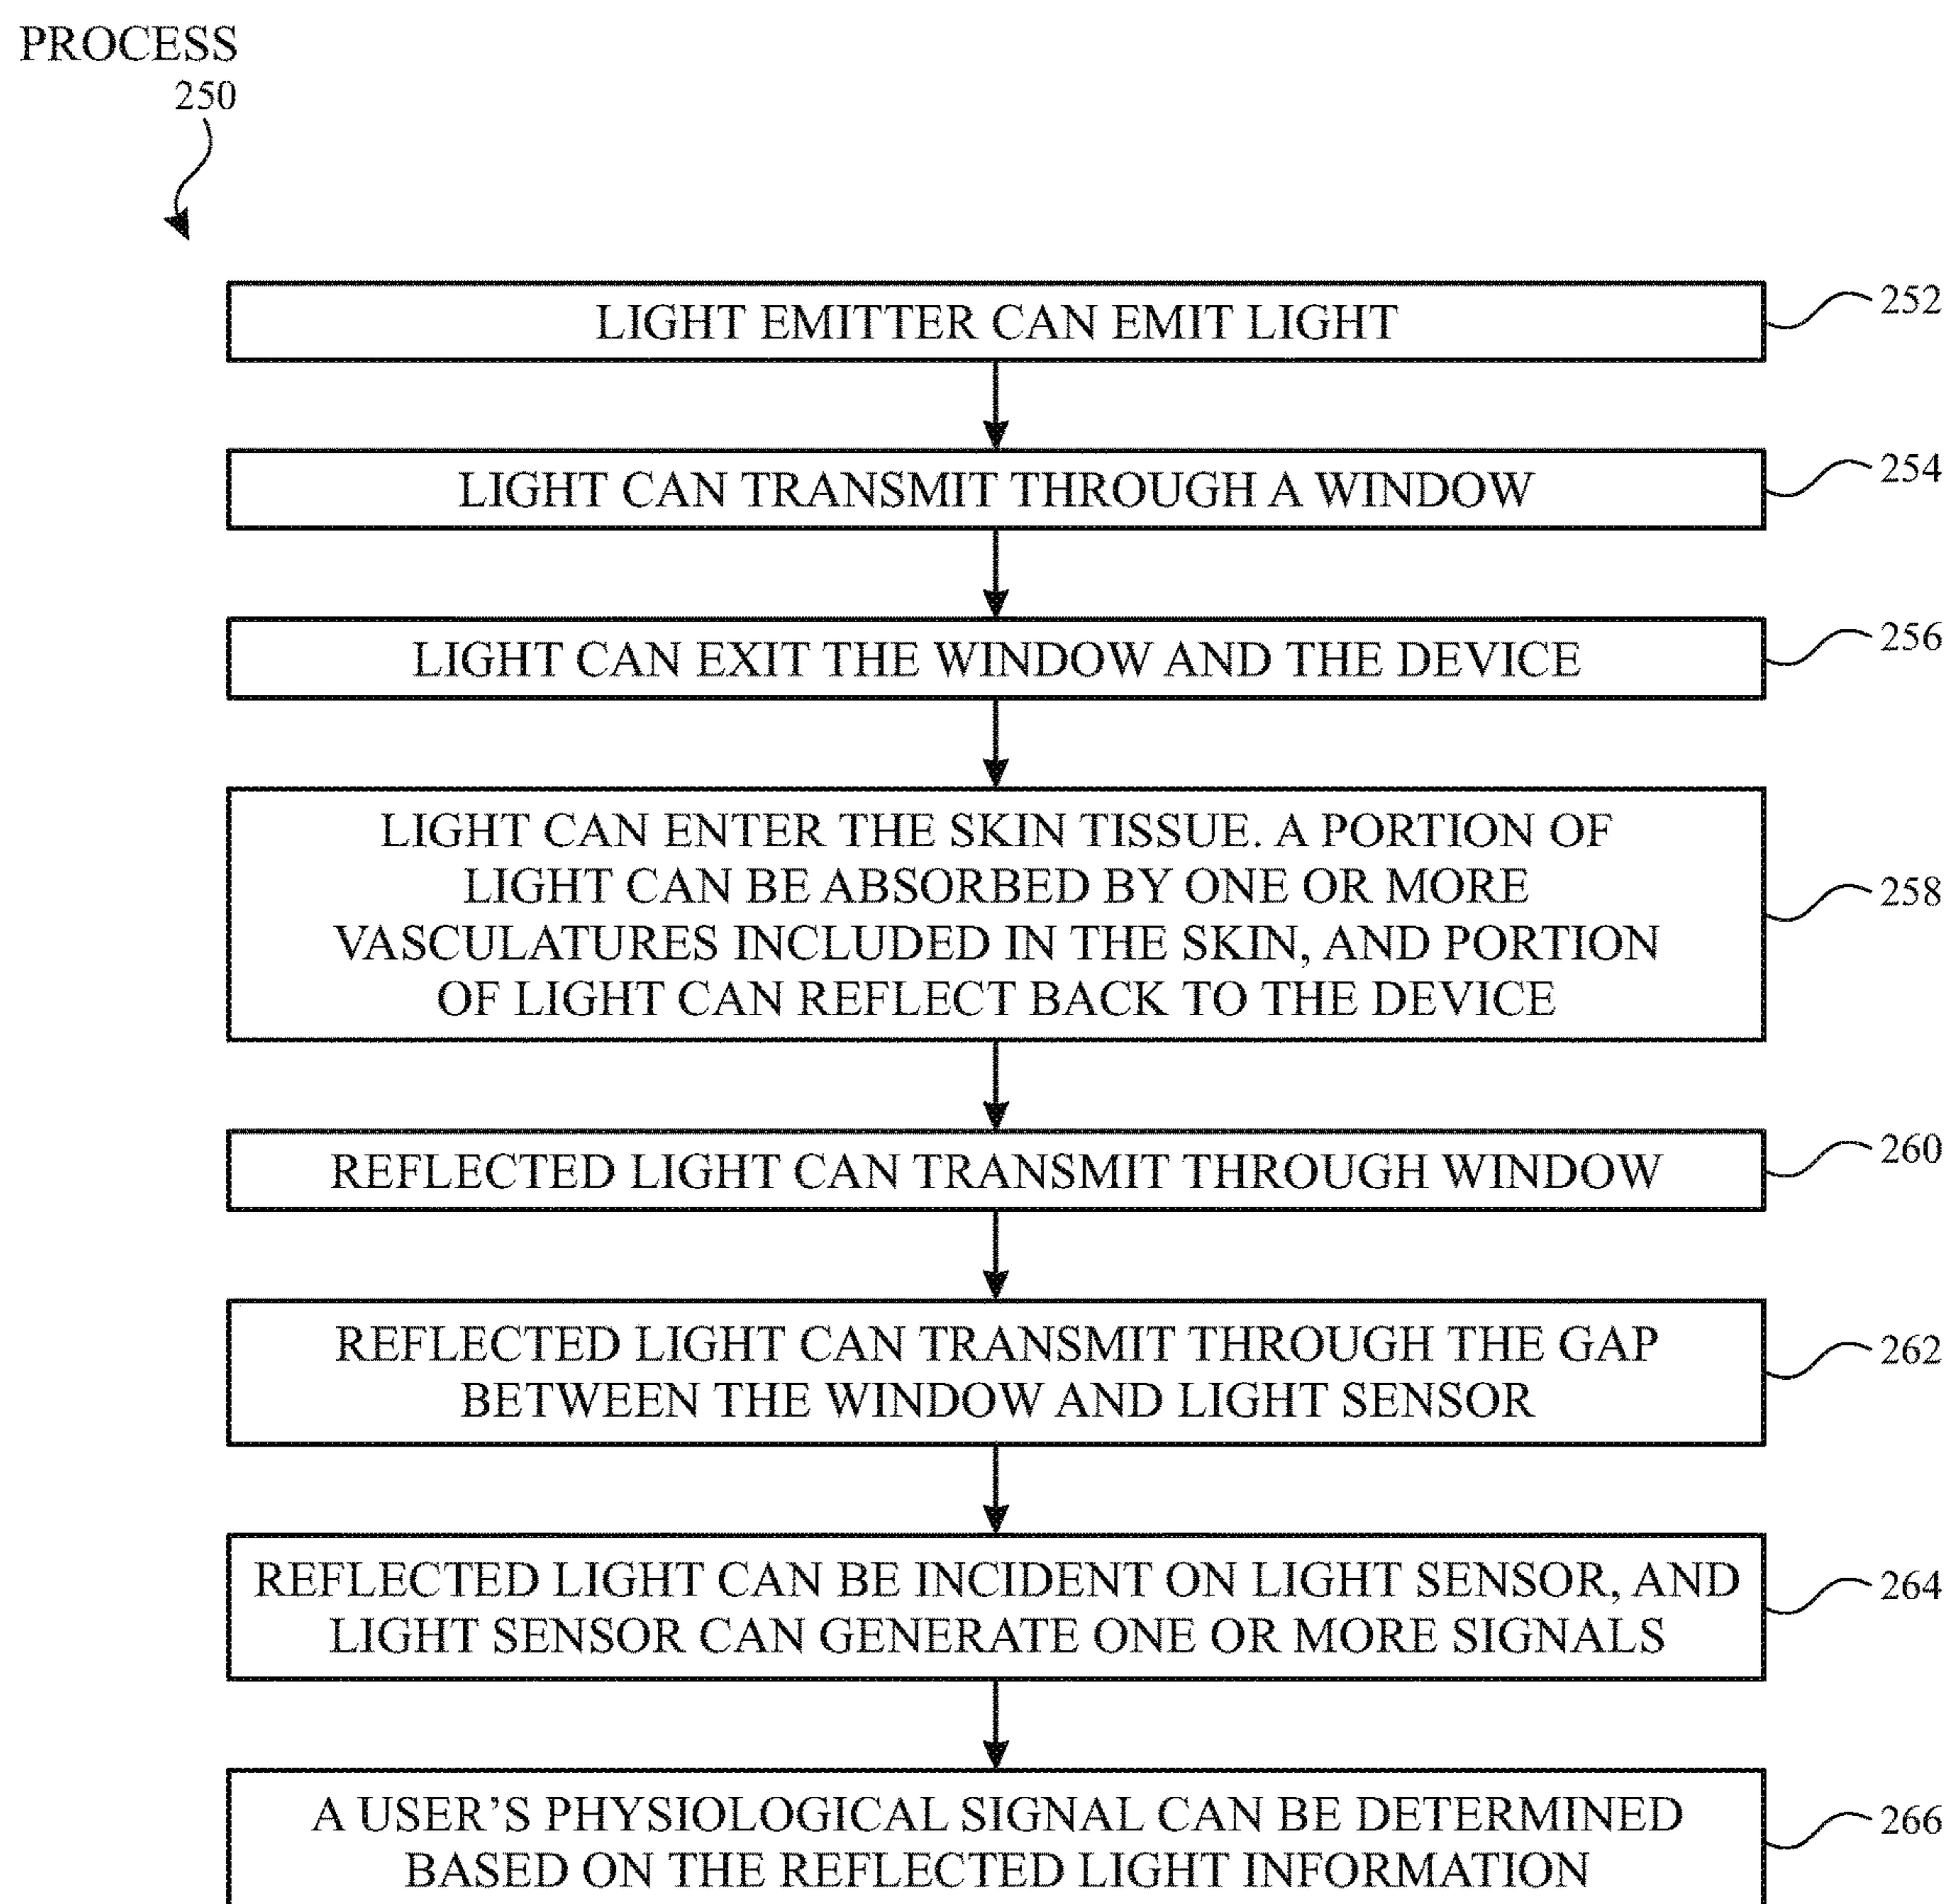 PROCESS
250
LIGHT EMITTER CAN EMIT LIGHT
252
LIGHT CAN TRANSMIT THROUGH A WINDOW
254
LIGHT CAN EXIT THE WINDOW AND THE DEVICE
256
LIGHT CAN ENTER THE SKIN TISSUE. A PORTION OF
LIGHT CAN BE ABSORBED BY ONE OR MORE
VASCULATURES INCLUDED IN THE SKIN, AND PORTION
OF LIGHT CAN REFLECT BACK TO THE DEVICE
258
REFLECTED LIGHT CAN TRANSMIT THROUGH WINDOW
260
REFLECTED LIGHT CAN TRANSMIT THROUGH THE GAP
BETWEEN THE WINDOW AND LIGHT SENSOR
262
REFLECTED LIGHT CAN BE INCIDENT ON LIGHT SENSOR, AND
LIGHT SENSOR CAN GENERATE ONE OR MORE SIGNALS
264
A USER'S PHYSIOLOGICAL SIGNAL CAN BE DETERMINED
BASED ON THE REFLECTED LIGHT INFORMATION
266